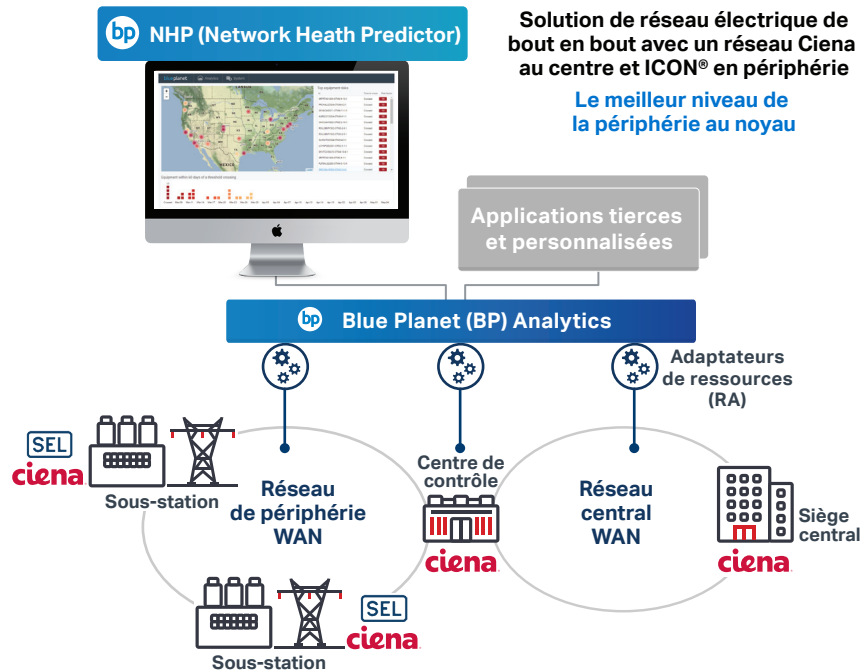 bp NHP (Network Heath Predictor)
Solution de réseau électrique de
bout en bout avec un réseau Ciena
au centre et ICON® en périphérie
Le meilleur niveau de
la périphérie au noyau
blueplanet
Applications tierces
et personnalisées
bp Blue Planet (BP) Analytics
Adaptateurs
de ressources
(RA)
SEL
ciena
Sous-station
Réseau
de périphérie
WAN
Centre de
contrôle
ciena
Réseau
central
WAN
Siège
central
ciena
SEL
ciena
Sous-station